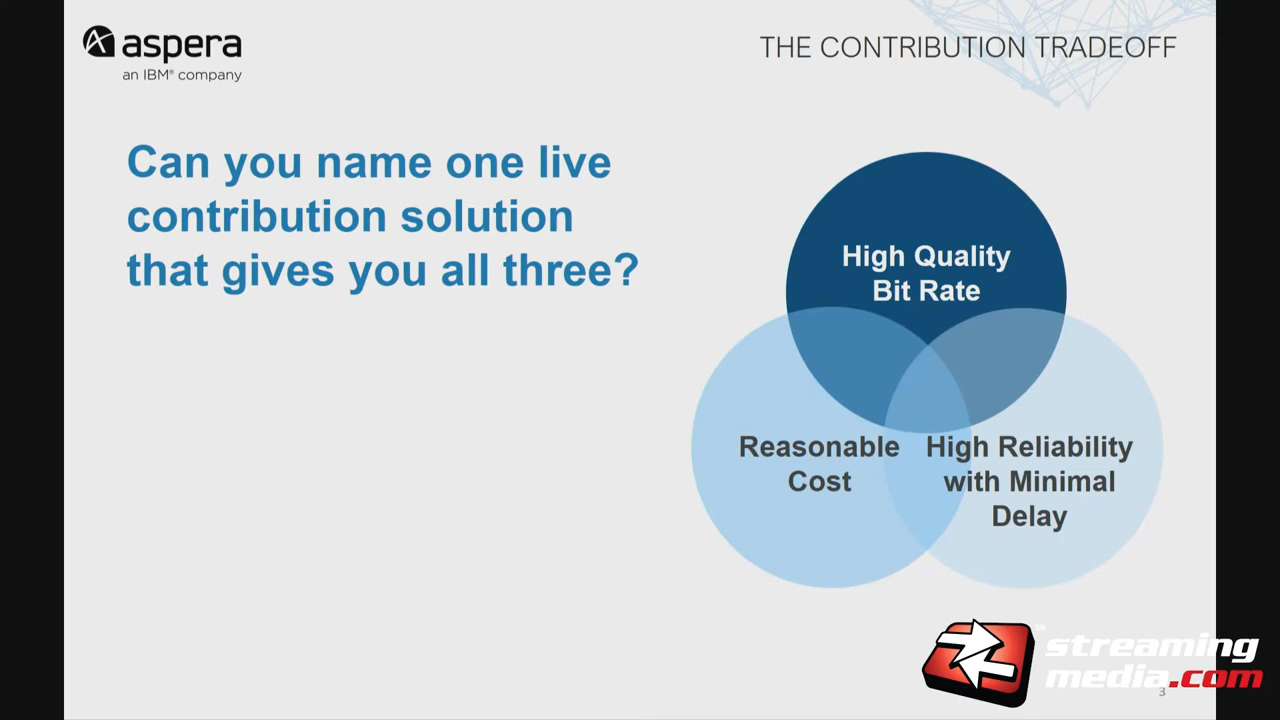 aspera
an IBM® company
THE CONTRIBUTION TRADEOFF
Can you name one live
contribution solution
that gives you all three?
High Quality
Bit Rate
Reasonable
Cost
High Reliability
with Minimal
Delay
SM
streaming
media.com
3